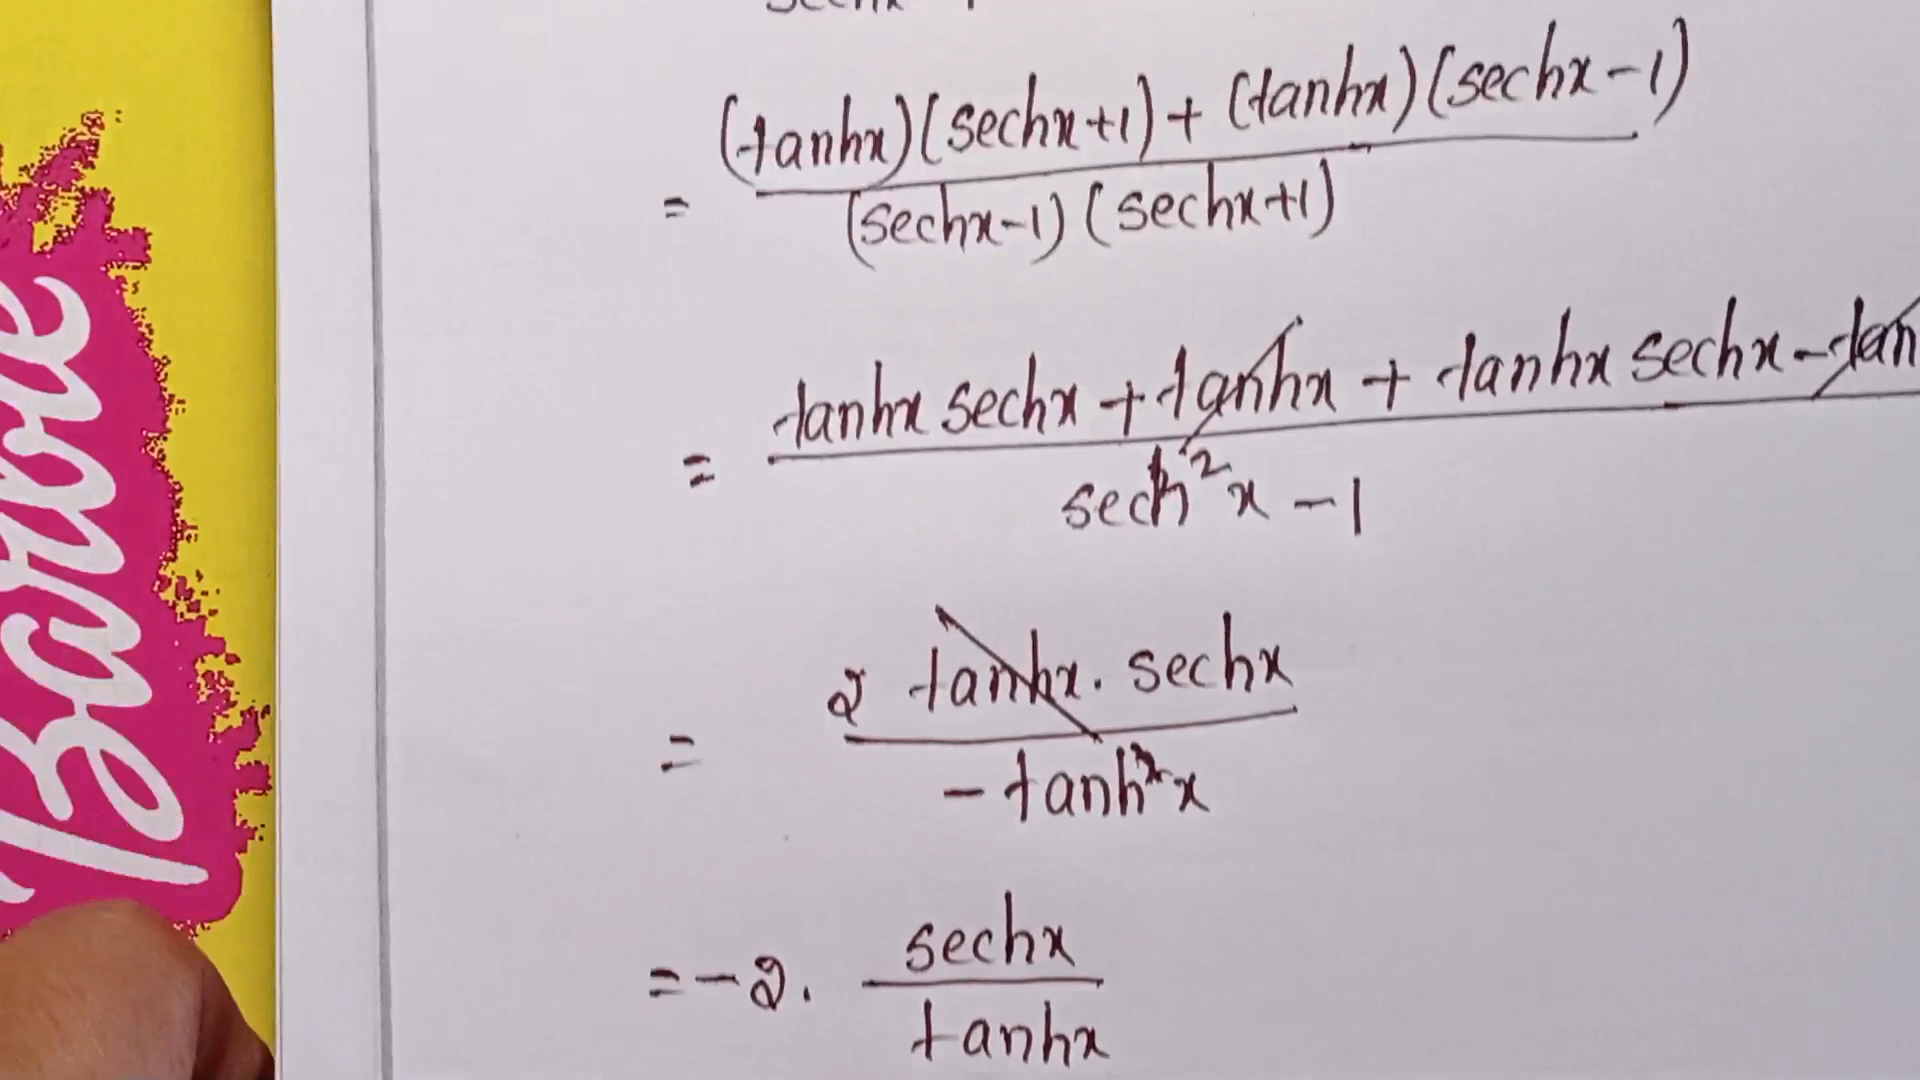 (tanhx)(sechx+1)+(tanhx)(sechx-1)
= (sechx-1)(sechx+1)
tanhx sechx + tanhx + tanhx sechx - tan
= sech²x - 1
2 tanhx. sechx
= - tanh²x
= -2. sechx
tanhx